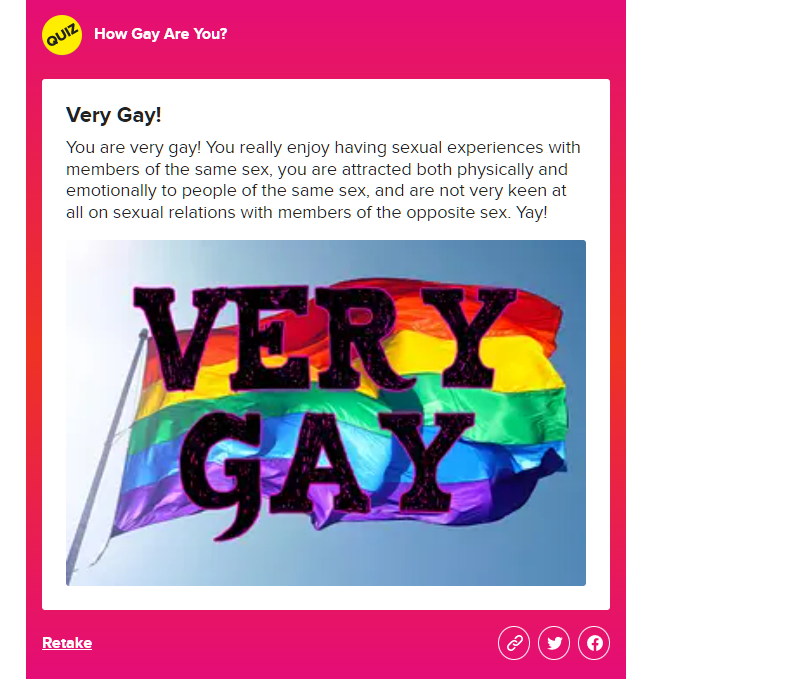 QUIZ
How Gay Are You?
Very Gay!
You are very gay! You really enjoy having sexual experiences with
members of the same sex, you are attracted both physically and
emotionally to people of the same sex, and are not very keen at
all on sexual relations with members of the opposite sex. Yay!
VERY
GAY
Retake